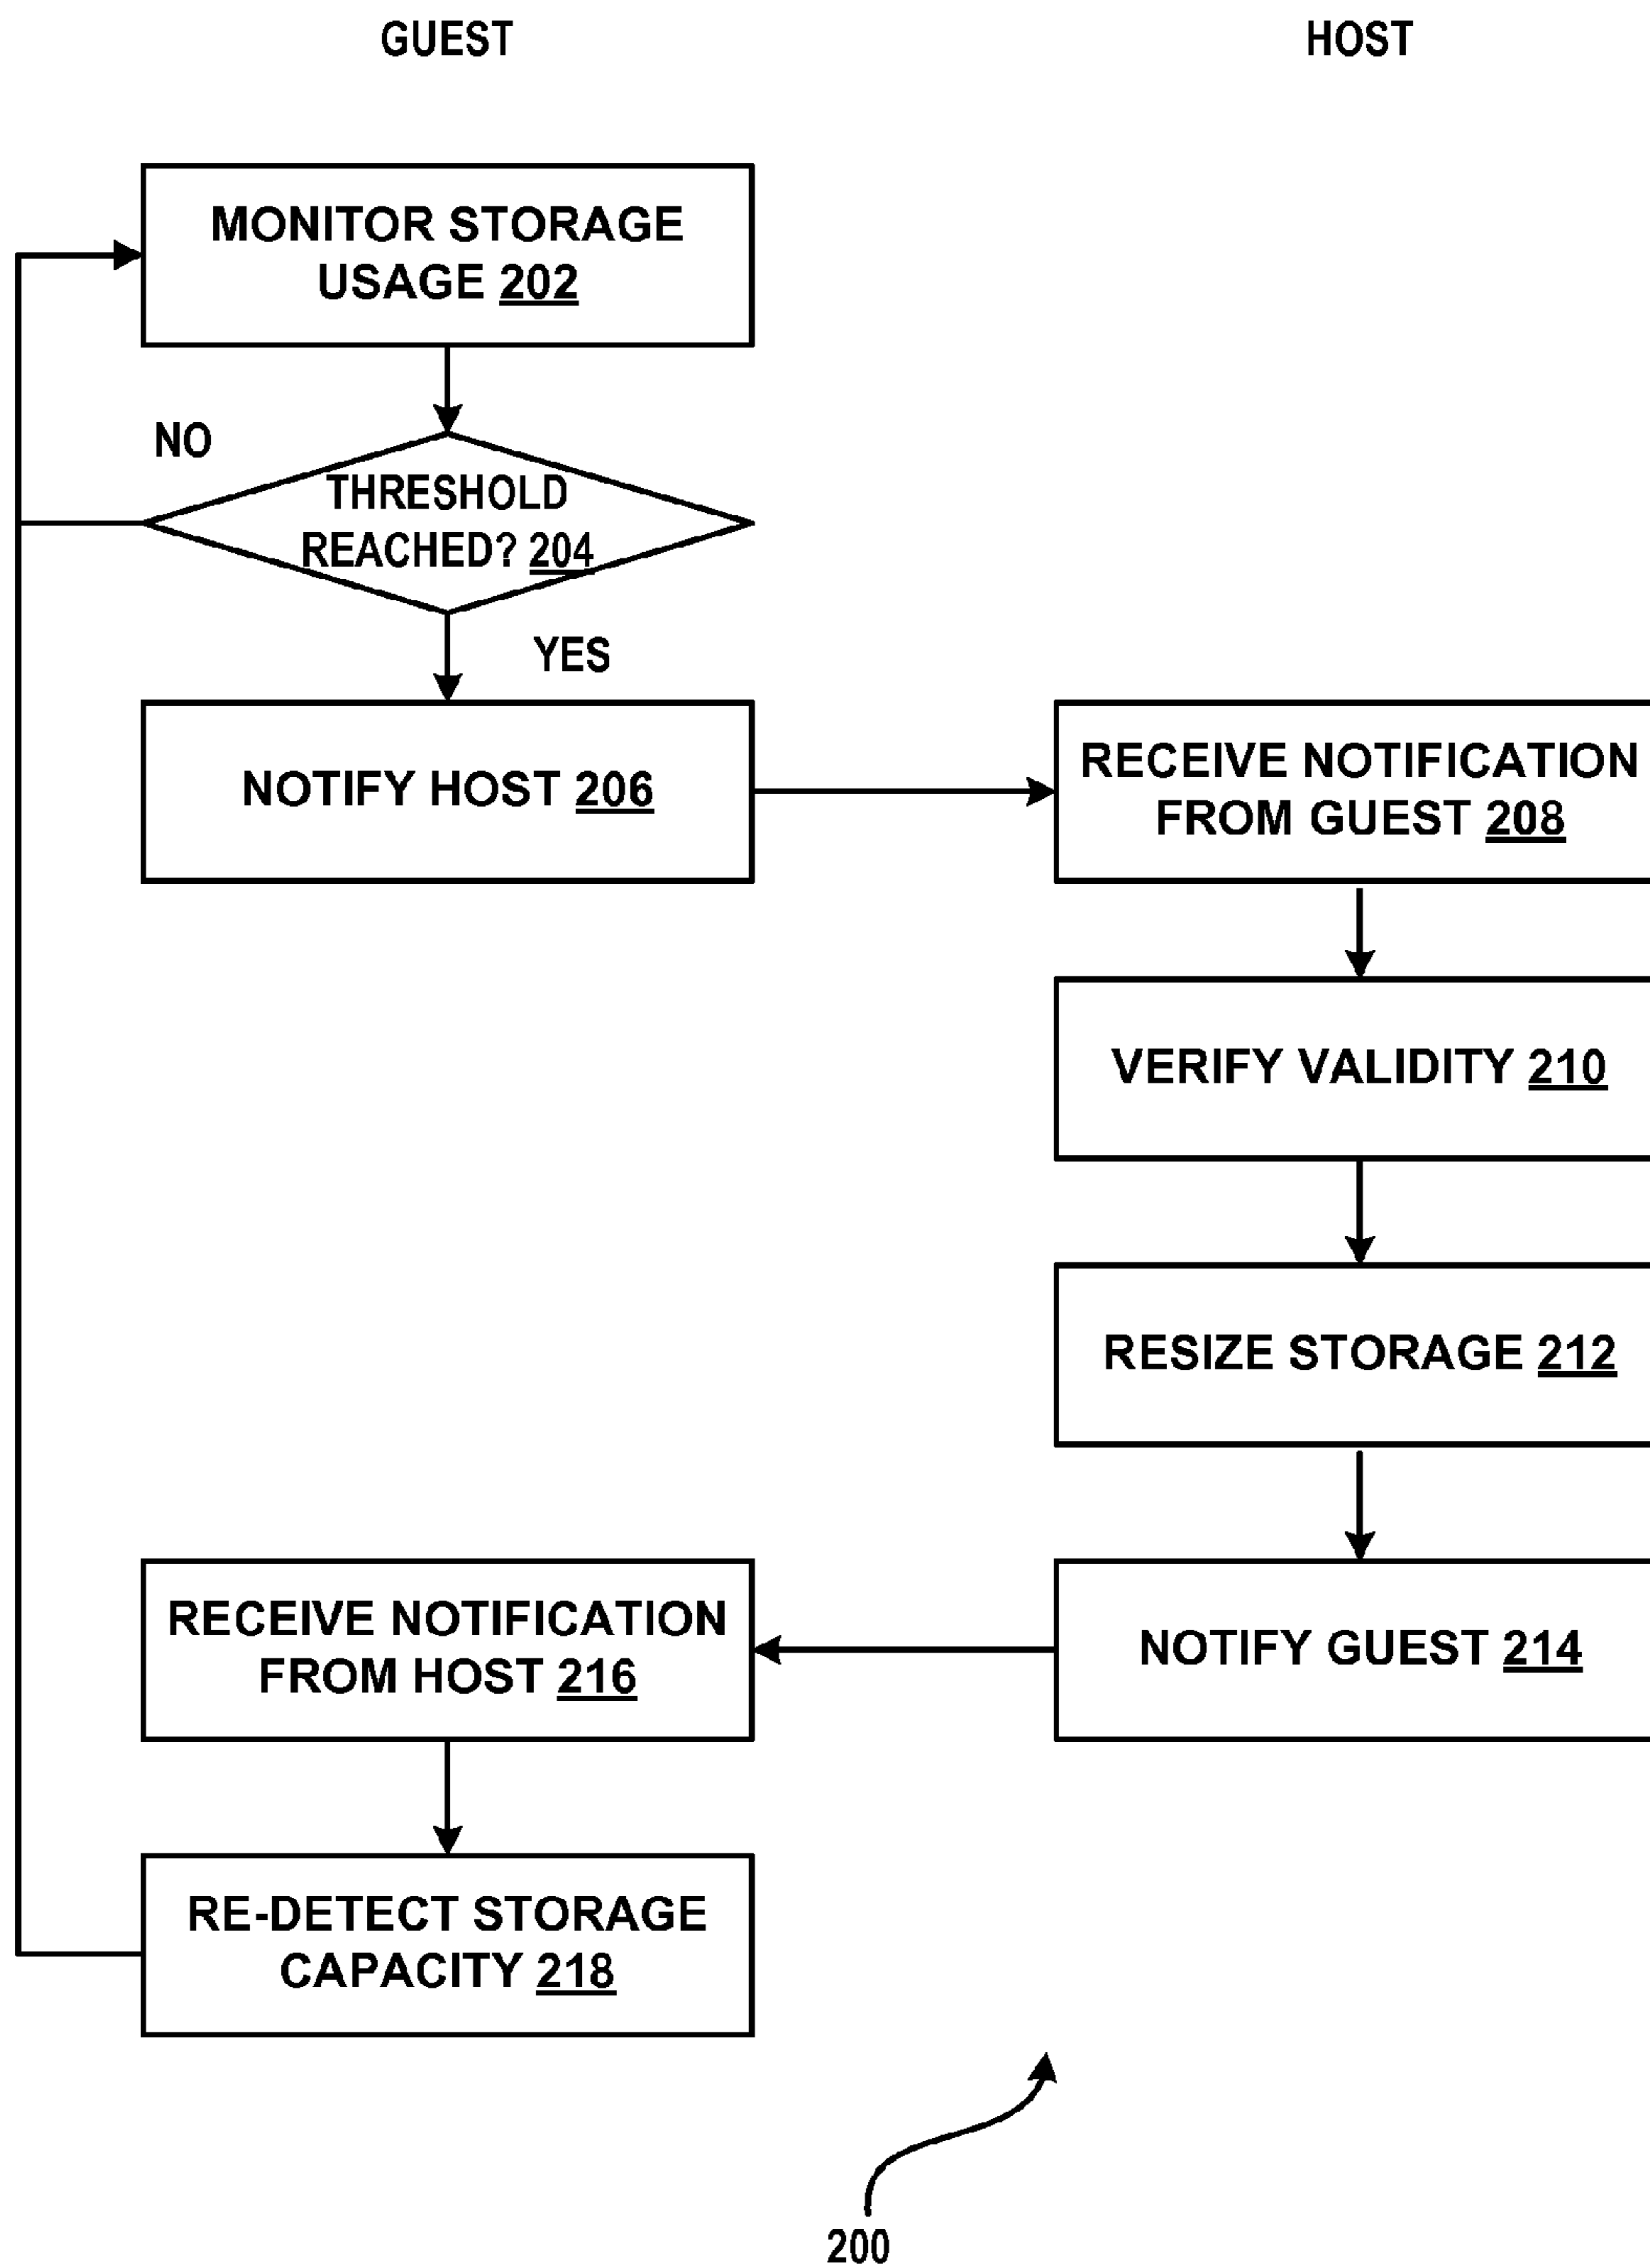 GUEST
HOST
MONITOR STORAGE
USAGE 202
NO
THRESHOLD
REACHED? 204
YES
NOTIFY HOST 206
RECEIVE NOTIFICATION
FROM GUEST 208
VERIFY VALIDITY 210
RESIZE STORAGE 212
NOTIFY GUEST 214
RECEIVE NOTIFICATION
FROM HOST 216
RE-DETECT STORAGE
CAPACITY 218
200